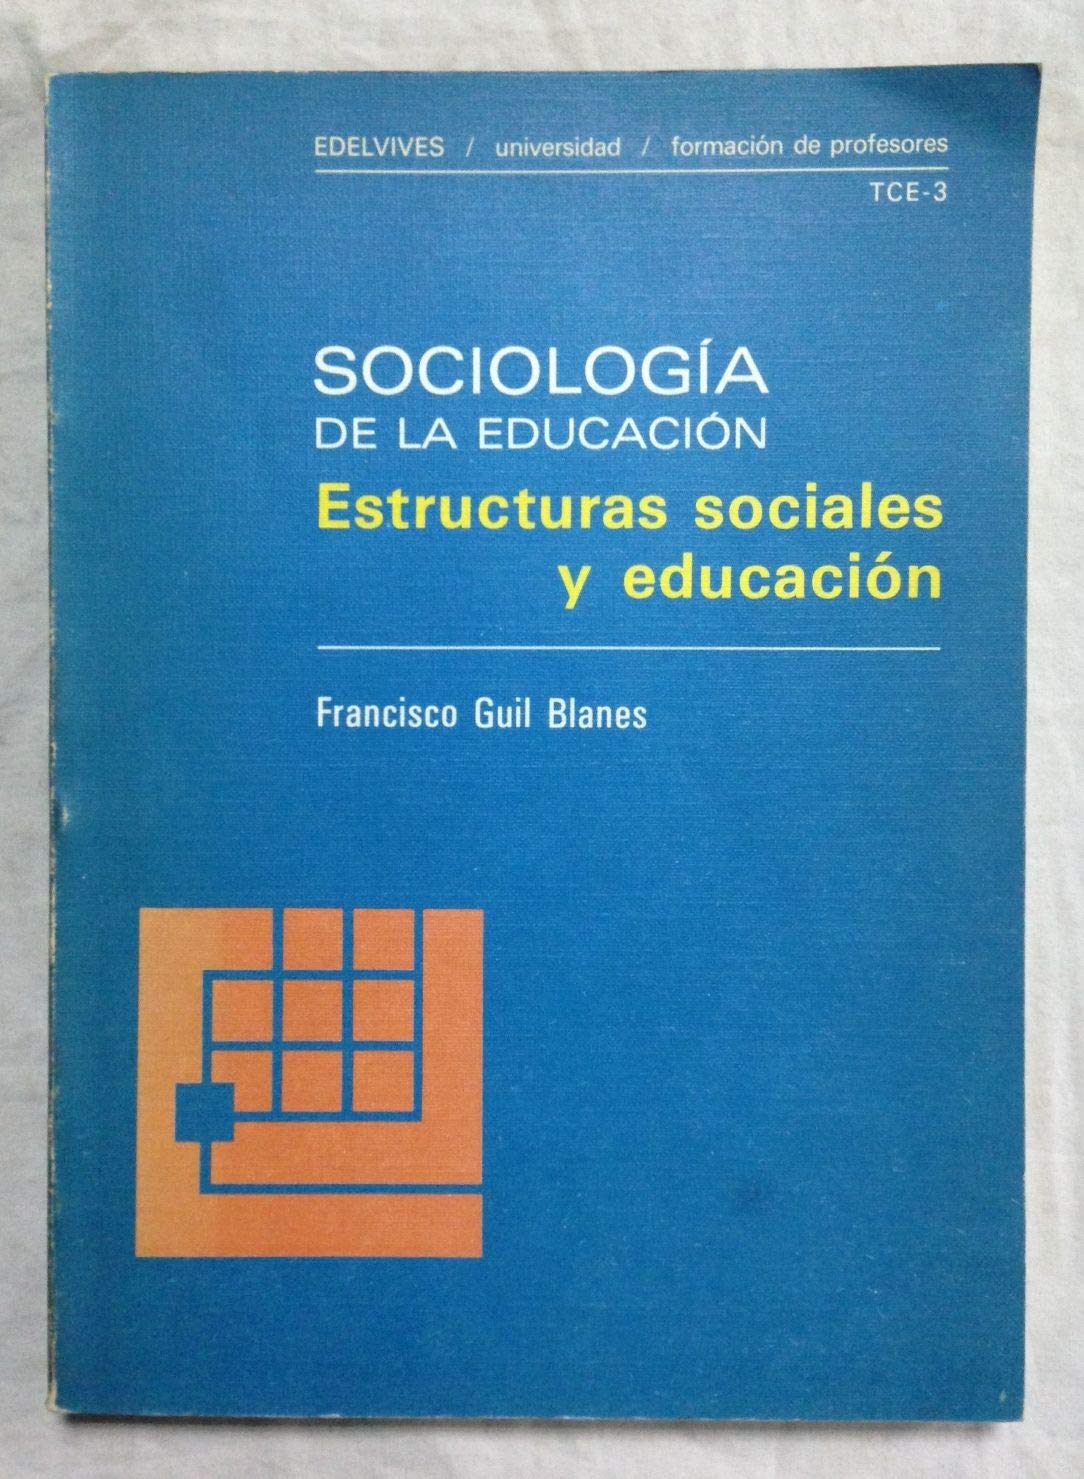 EDELVIVES / universidad / formación de profesores
TCE-3
SOCIOLOGÍA
DE LA EDUCACIÓN
Estructuras sociales
y educación
Francisco Guil Blanes